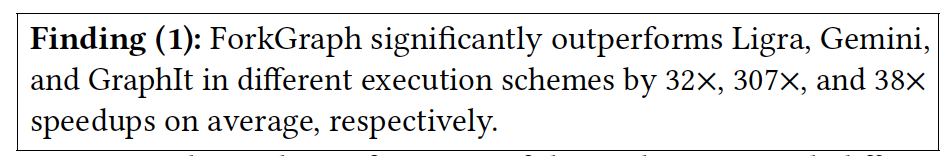 Finding (1): ForkGraph significantly outperforms Ligra, Gemini,
and GraphIt in different execution schemes by 32×, 307×, and 38×
speedups on average, respectively.